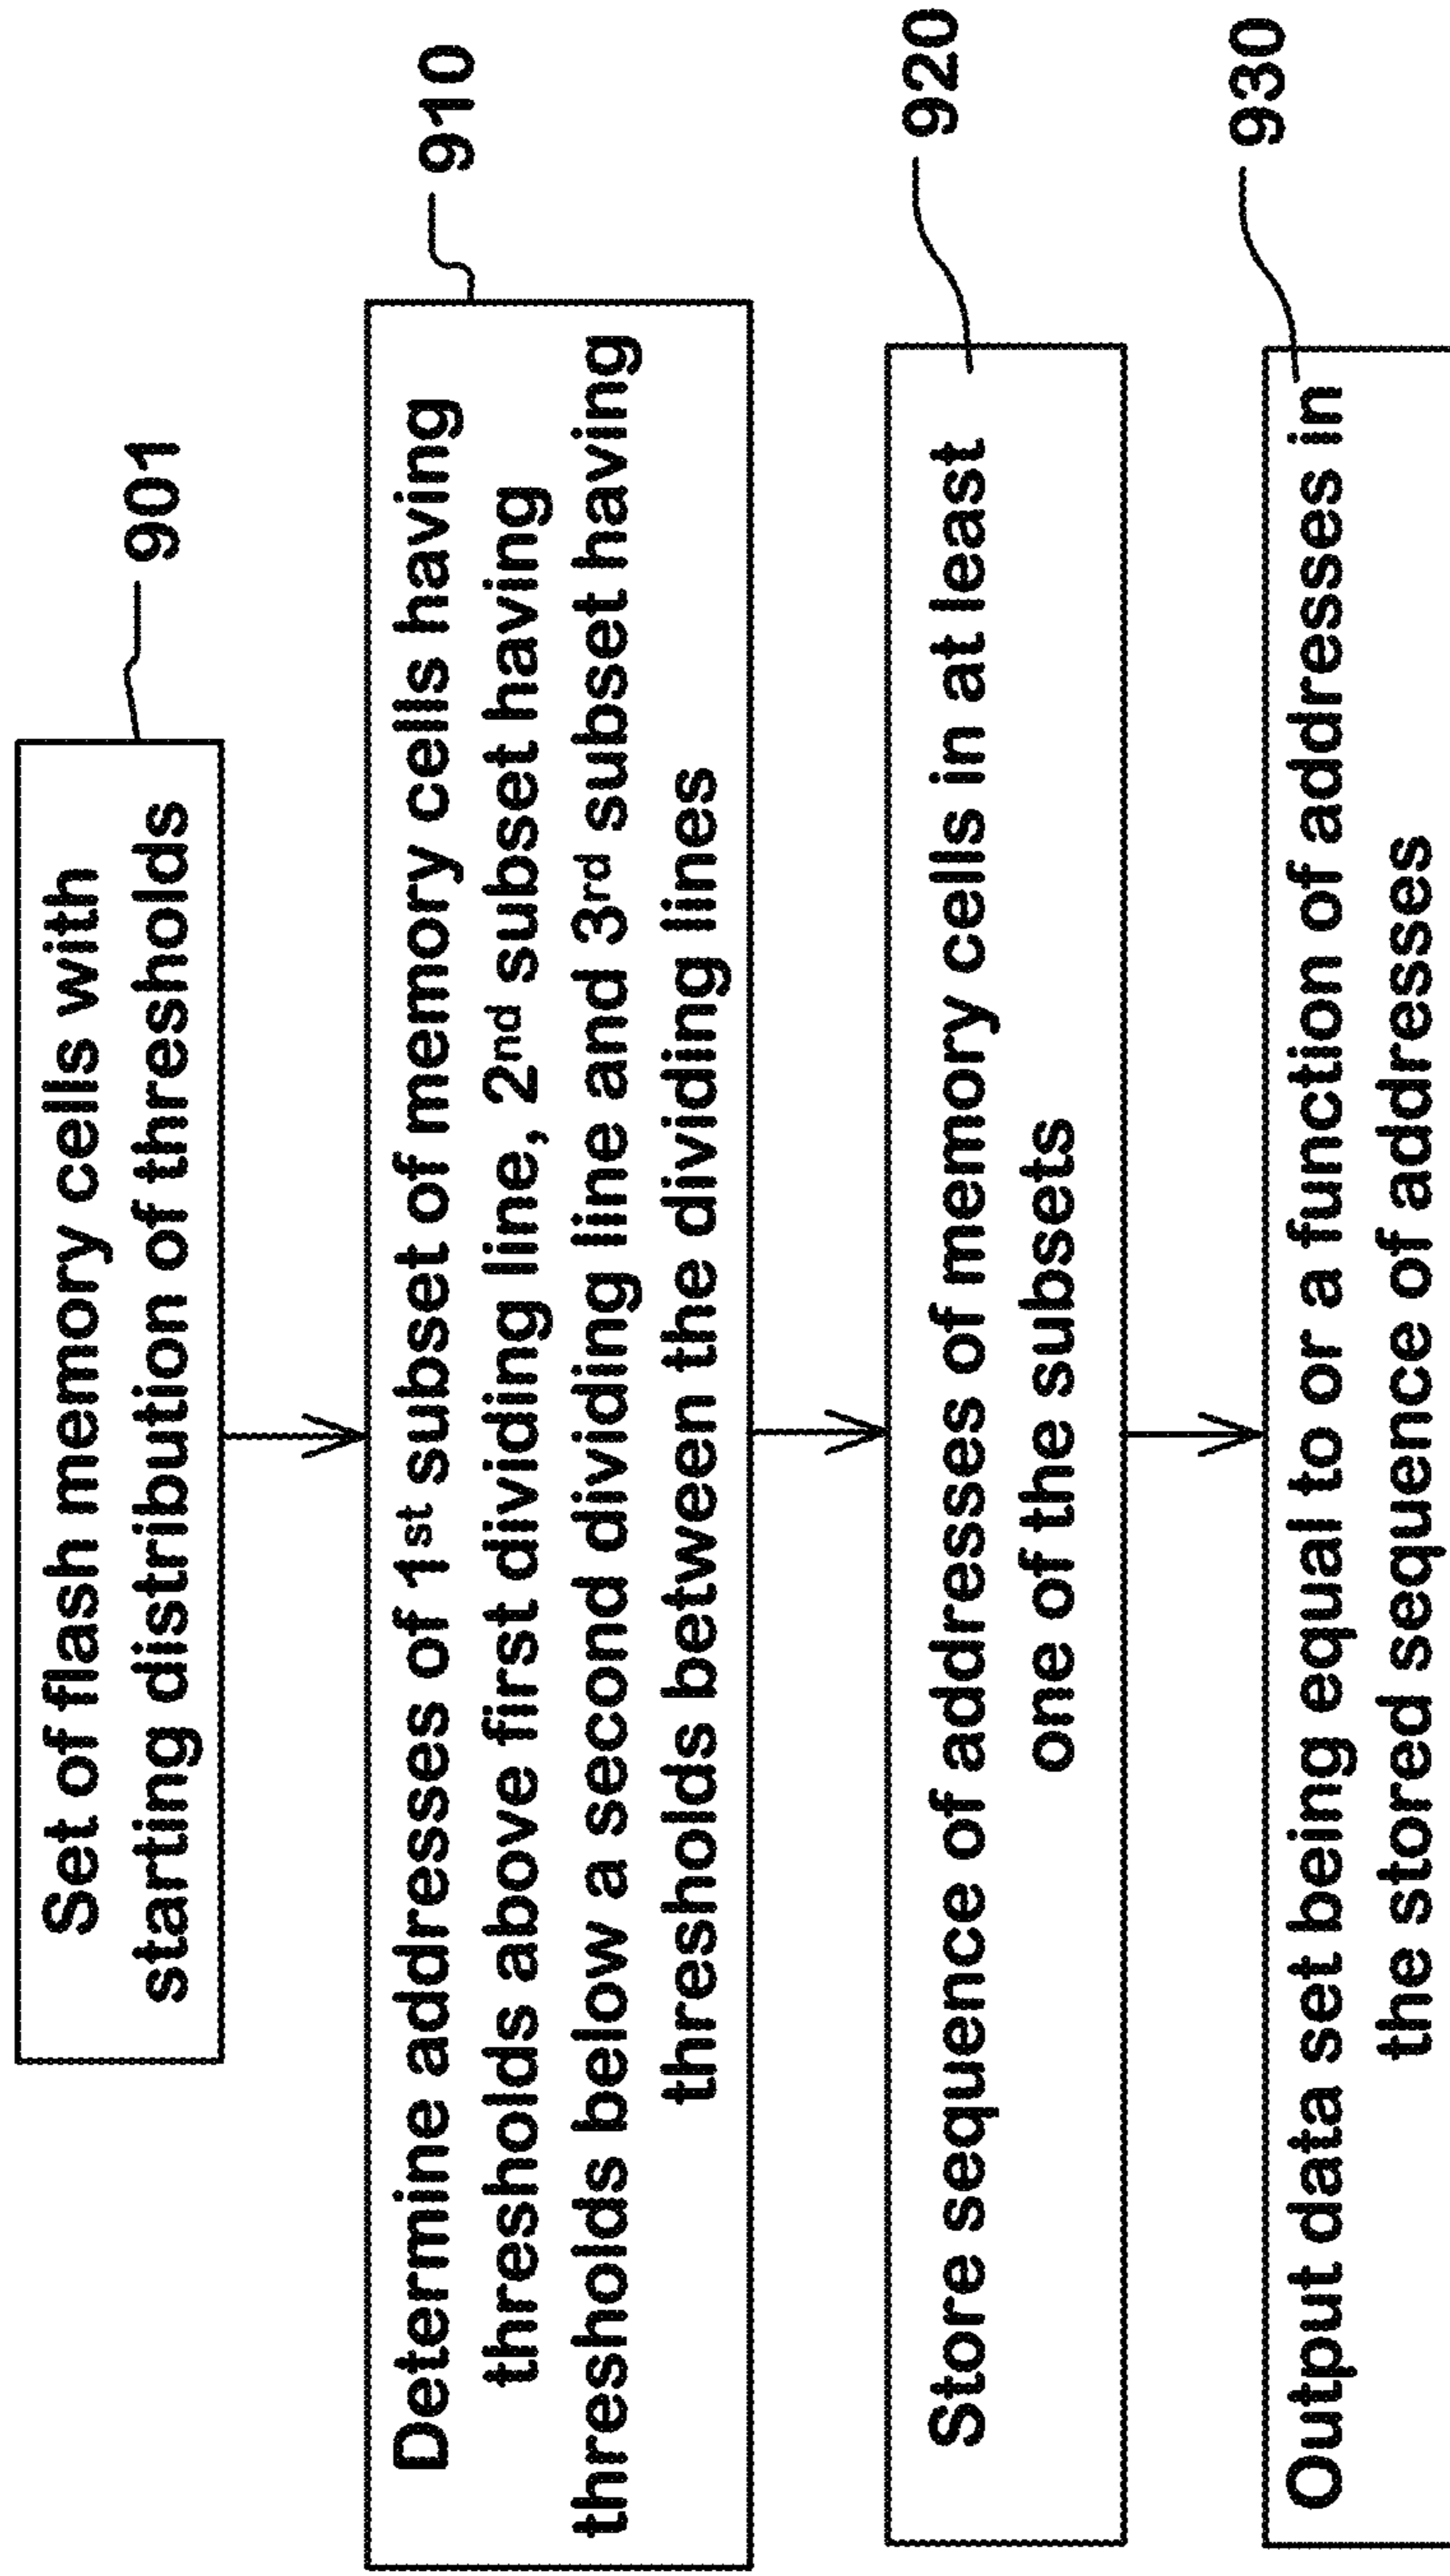 Set of flash memory cells with
starting distribution of thresholds
901
Determine addresses of 1st subset of memory cells having
thresholds above first dividing line, 2nd subset having
thresholds below a second dividing line and 3rd subset having
thresholds between the dividing lines
910
Store sequence of addresses of memory cells in at least
one of the subsets
920
Output data set being equal to or a function of addresses in
the stored sequence of addresses
930